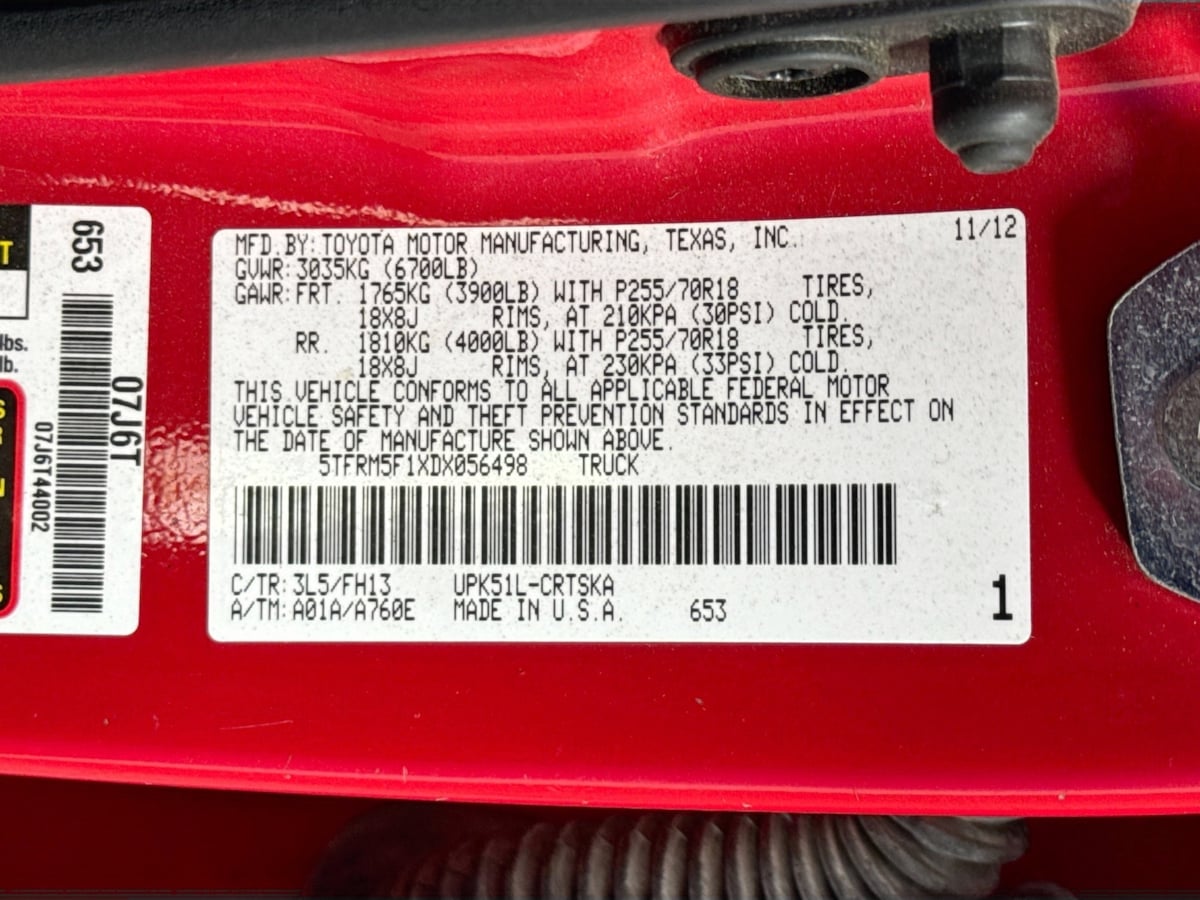 MFD. BY: TOYOTA MOTOR MANUFACTURING, TEXAS, INC. 11/12
GVWR: 3035KG (6700LB)
GAWR: FRT. 1765KG (3900LB) WITH P255/70R18 TIRES,
18X8J RIMS, AT 210KPA (30PSI) COLD.
RR. 1810KG (4000LB) WITH P255/70R18 TIRES,
18X8J RIMS, AT 230KPA (33PSI) COLD.
THIS VEHICLE CONFORMS TO ALL APPLICABLE FEDERAL MOTOR
VEHICLE SAFETY AND THEFT PREVENTION STANDARDS IN EFFECT ON
THE DATE OF MANUFACTURE SHOWN ABOVE.
5TFRM5F1XDX056498 TRUCK
C/TR: 3L5/FH13 UPK51L-CRTSKA
A/TM: A01A/A760E MADE IN U.S.A. 653
1
653
07J6T
07J6T44002
T
lbs.
lb.